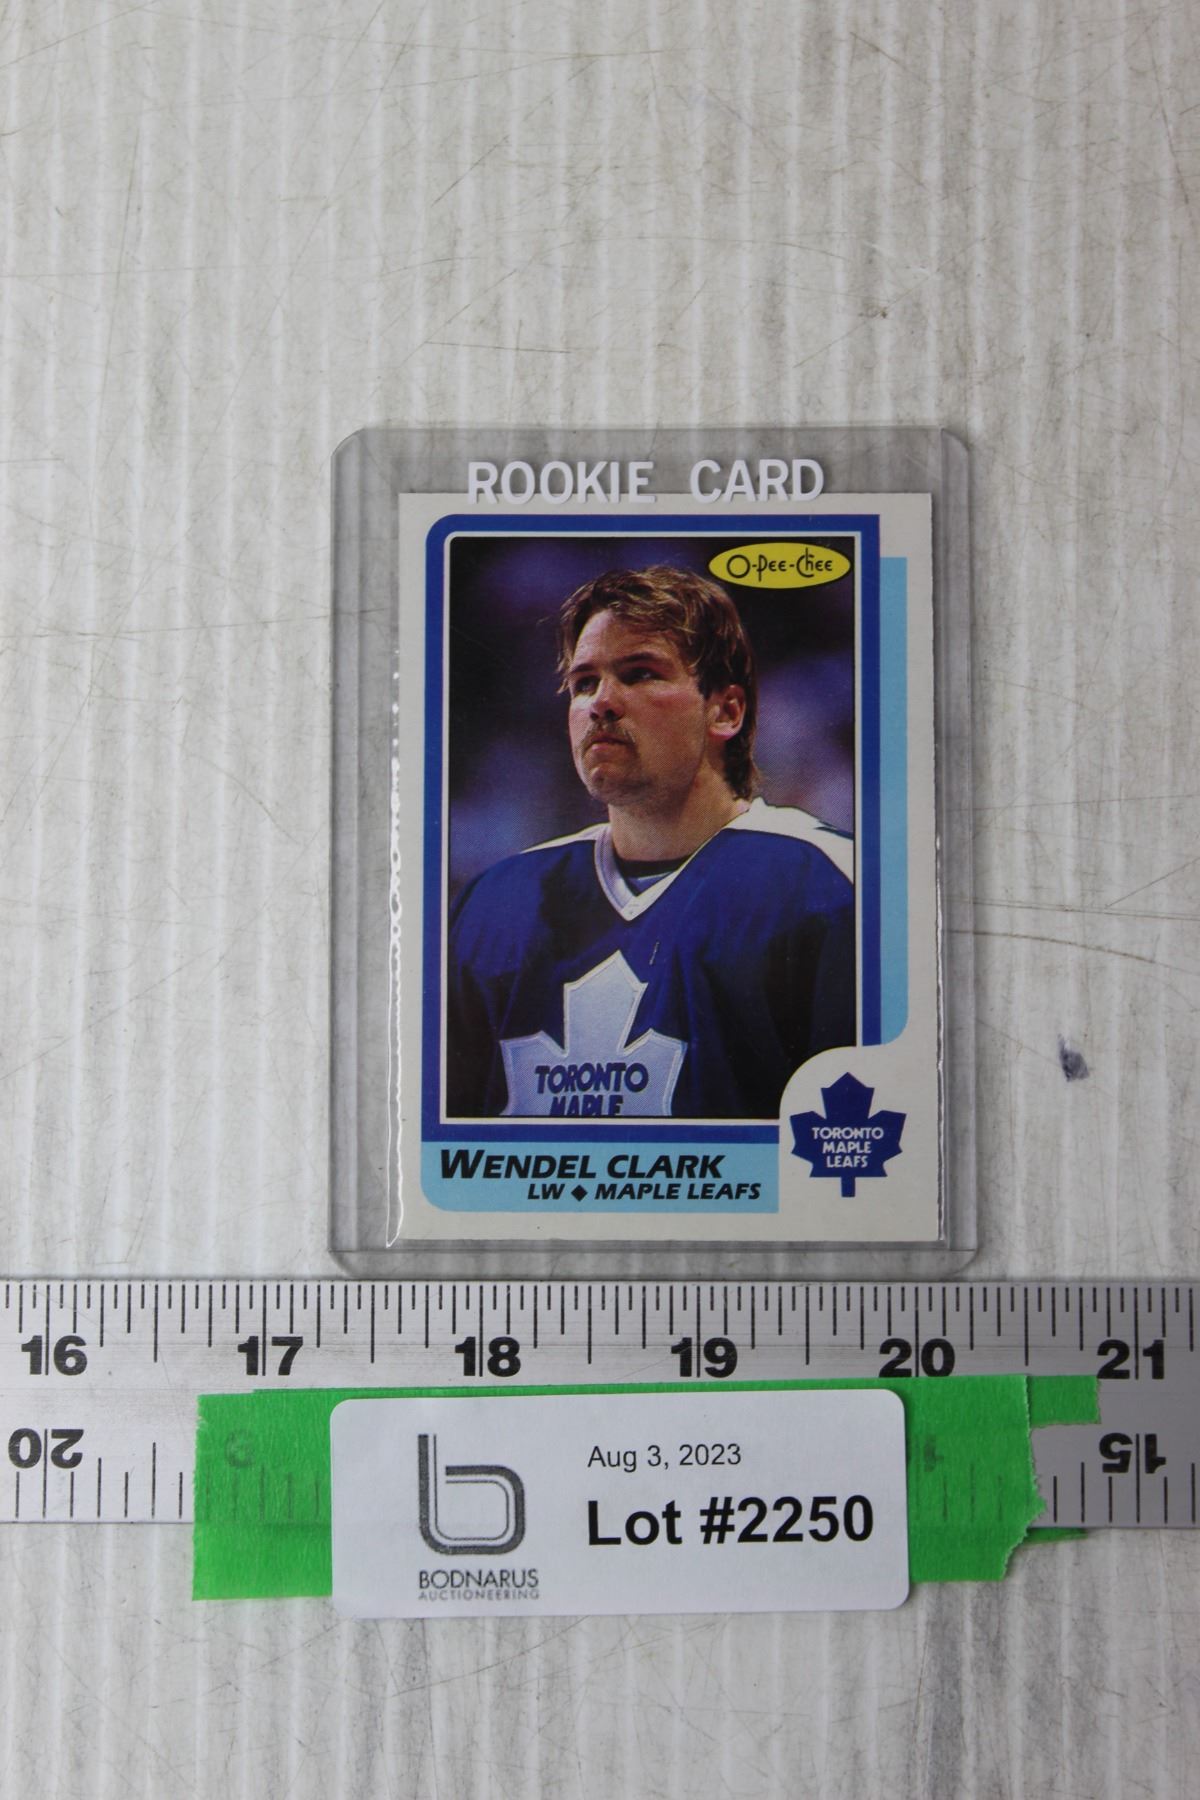 ROOKIE CARD
O-Pee-Chee
TORONTO
MAPLE
TORONTO
MAPLE
LEAFS
WENDEL CLARK
LW ◆ MAPLE LEAFS
16 17 18 19 20 21
20 15
Aug 3, 2023
Lot #2250
BODNARUS
AUCTIONEERING